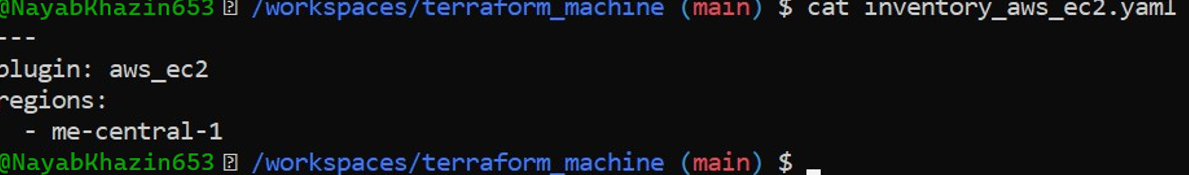 @NayabKhazin653 /workspaces/terraform_machine (main) $ cat inventory_aws_ec2.yaml
---
plugin: aws_ec2
regions:
  - me-central-1
@NayabKhazin653 /workspaces/terraform_machine (main) $